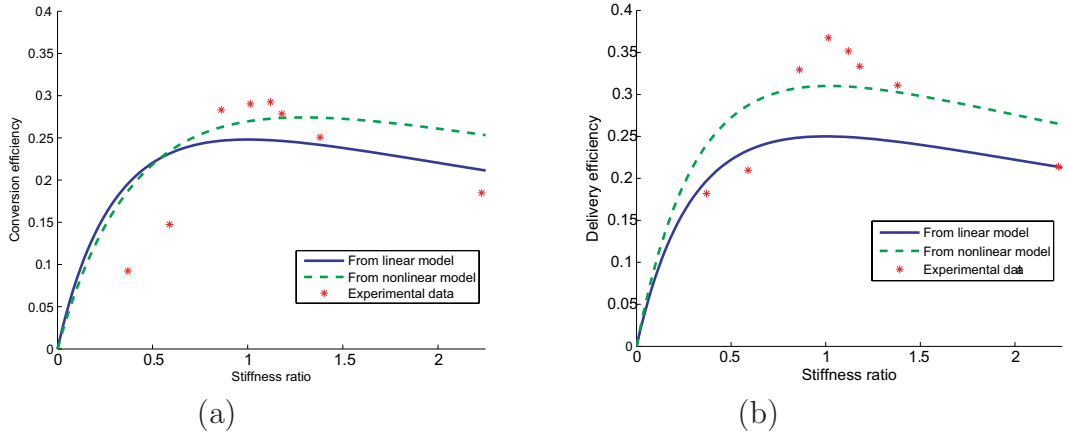 0.4
0.35
0.3
0.25
0.2
0.15
0.1
0.05
0
Conversion efficiency
0
0.5
1
1.5
2
Stiffness ratio
From linear model
From nonlinear model
Experimental data
(a)
0.4
0.35
0.3
0.25
0.2
0.15
0.1
0.05
0
Delivery efficiency
0
0.5
1
1.5
2
Stiffness ratio
From linear model
From nonlinear model
Experimental data
(b)